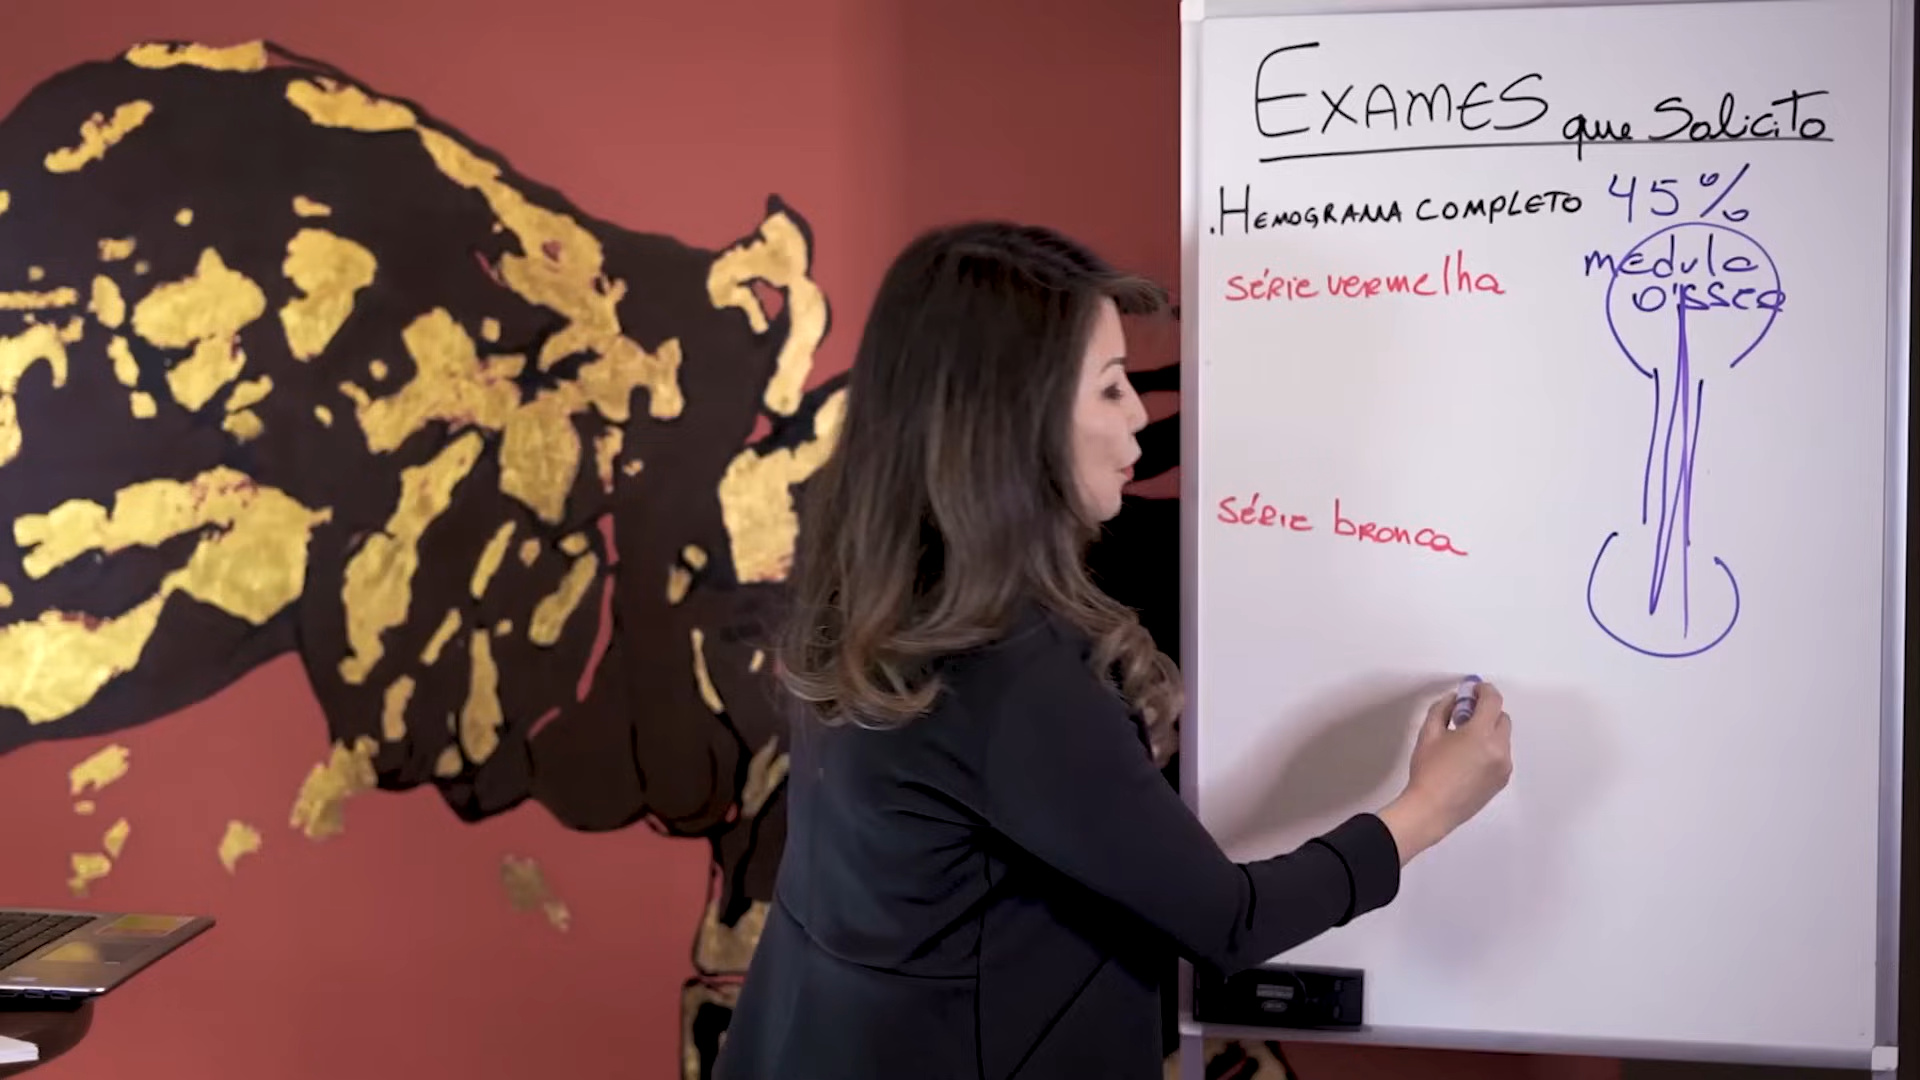 EXAMES que Solicito
.HEMOGRAMA COMPLETO 45%
medula
óssea
série vermelha
série branca